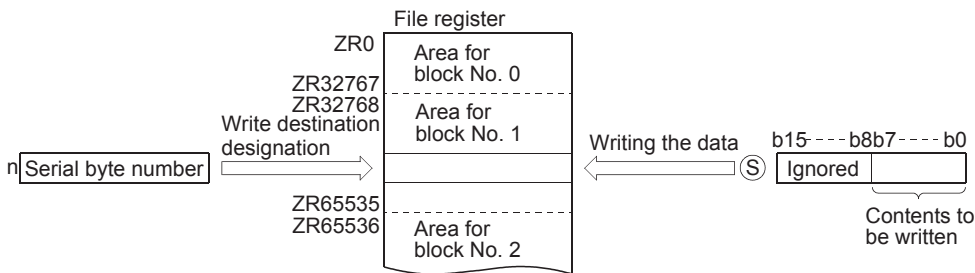 File register
ZR0
Area for
block No. 0
ZR32767
ZR32768
Area for
block No. 1
Write destination
designation
n Serial byte number
Writing the data
S
b15----b8b7-----b0
Ignored
Contents to
be written
ZR65535
ZR65536
Area for
block No. 2